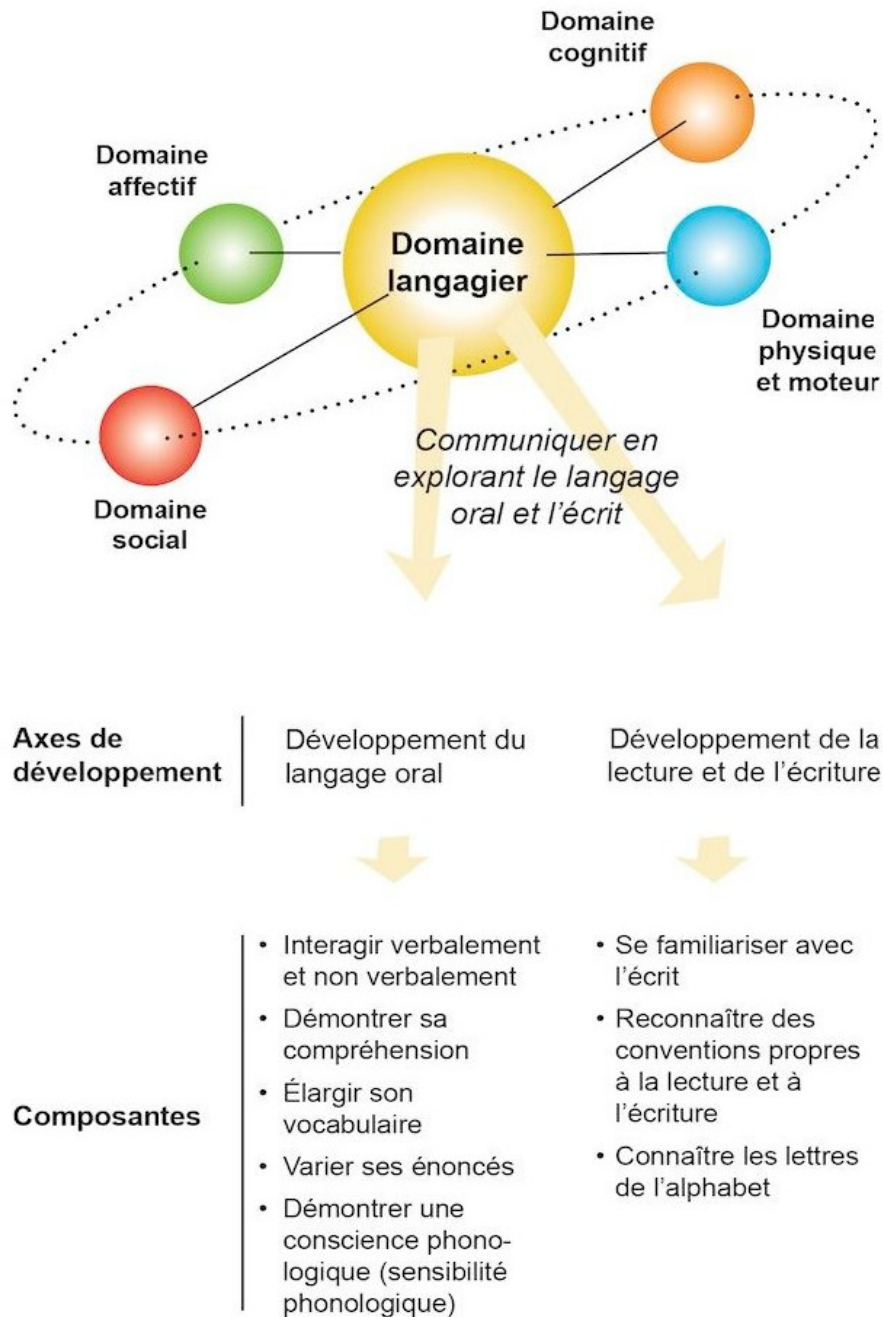 Domaine
cognitif
Domaine
affectif
Domaine
langagier
Domaine
physique
et moteur
Communiquer en
explorant le langage
oral et l'écrit
Domaine
social
Axes de
développement
Développement du
langage oral
Développement de la
lecture et de l'écriture
Composantes
• Interagir verbalement
et non verbalement
• Démontrer sa
compréhension
• Élargir son
vocabulaire
• Varier ses énoncés
• Démontrer une
conscience phono-
logique (sensibilité
phonologique)
• Se familiariser avec
l'écrit
• Reconnaître des
conventions propres
à la lecture et à
l'écriture
• Connaître les lettres
de l'alphabet